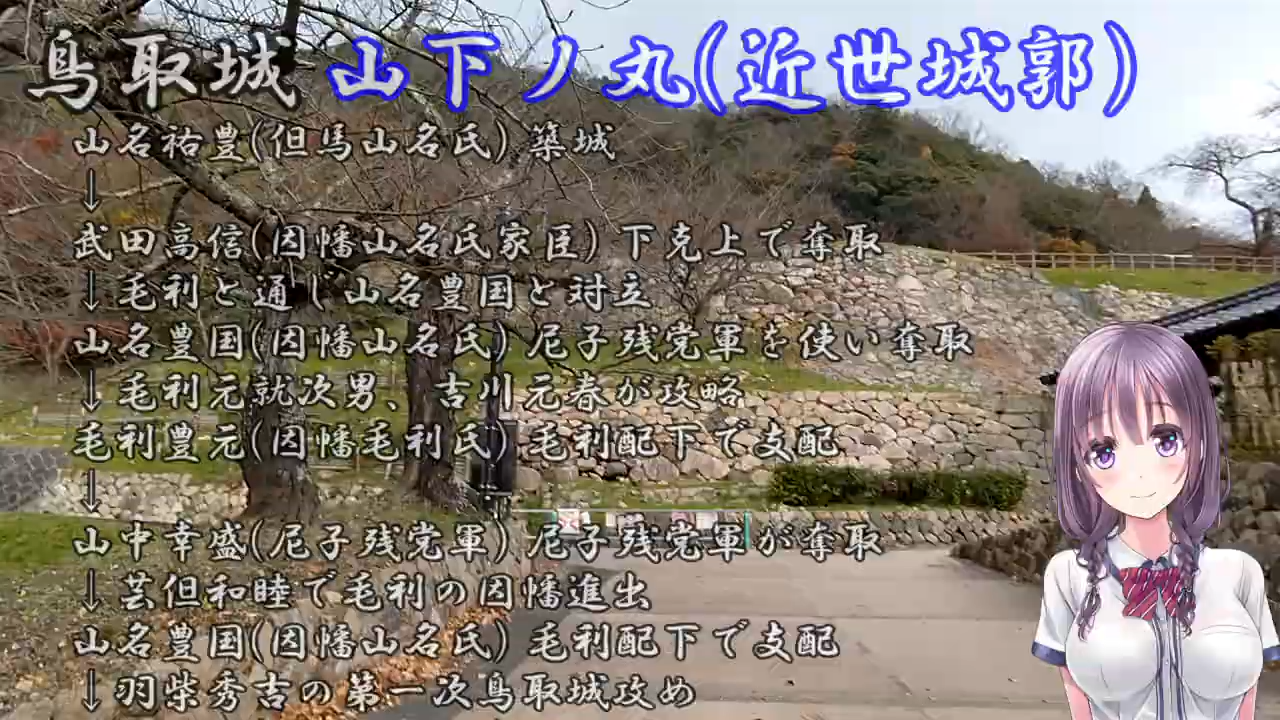 鳥取城 山下ノ丸(近世城郭)
山名祐豊(但馬山名氏) 築城
↓
武田高信(因幡山名氏家臣) 下克上で奪取
↓毛利と通じ山名豊国と対立
山名豊国(因幡山名氏) 尼子残党軍を使い奪取
↓毛利元就次男、吉川元春が攻略
毛利豊元(因幡毛利氏) 毛利配下で支配
↓
山中幸盛(尼子残党軍) 尼子残党軍が奪取
↓芸但和睦で毛利の因幡進出
山名豊国(因幡山名氏) 毛利配下で支配
↓羽柴秀吉の第一次鳥取城攻め